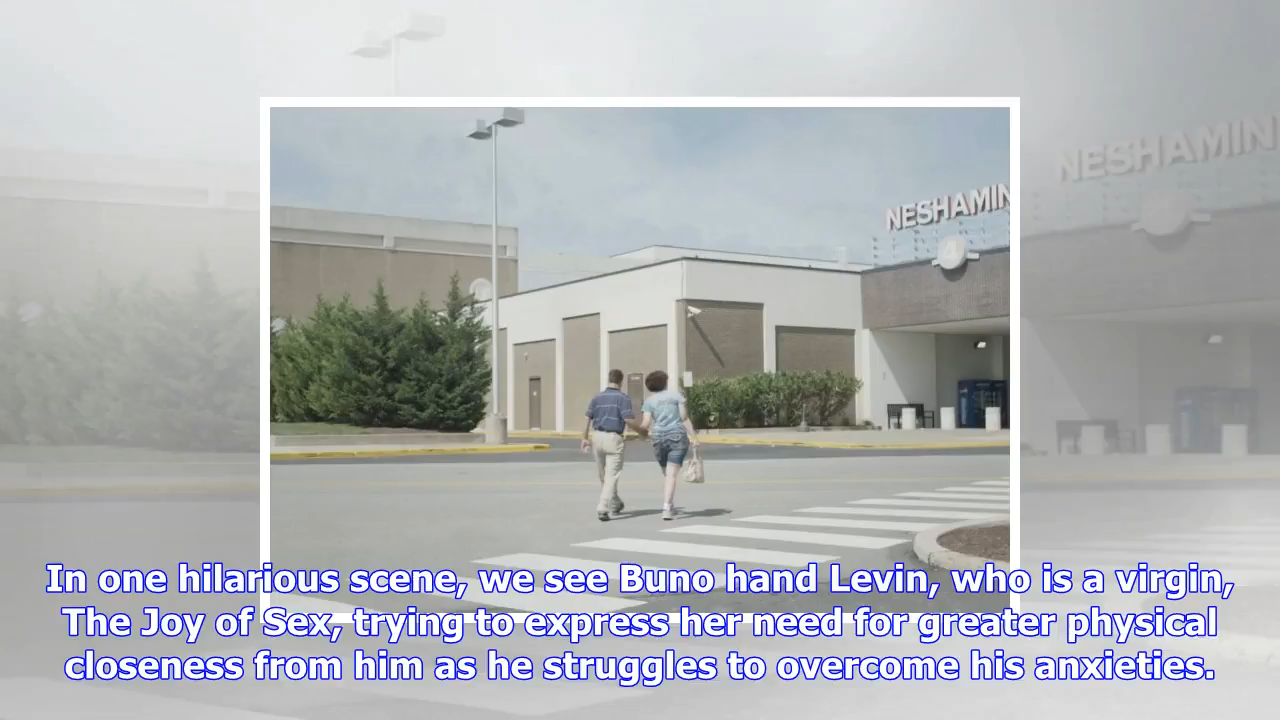 NESHAMIN
NESHAMIN
In one hilarious scene, we see Buno hand Levin, who is a virgin,
The Joy of Sex, trying to express her need for greater physical
closeness from him as he struggles to overcome his anxieties.